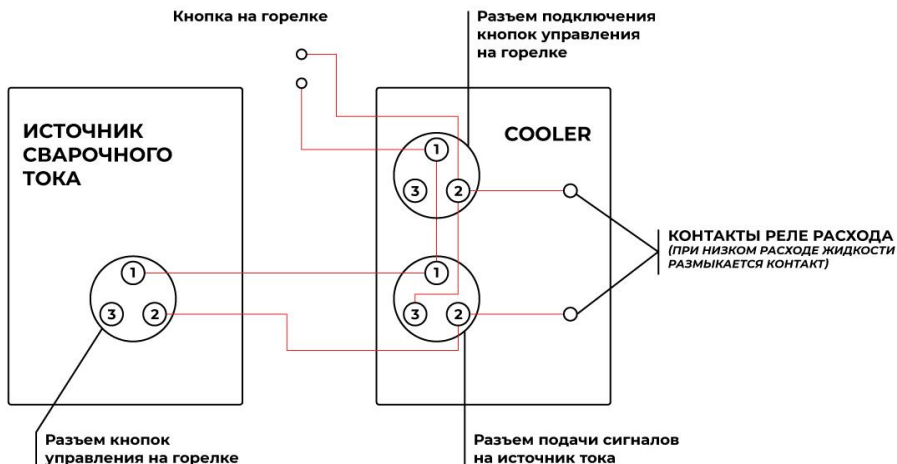 Кнопка на горелке
Разъем подключения
кнопок управления
на горелке
ИСТОЧНИК
СВАРОЧНОГО
ТОКА
COOLER
1
3
2
КОНТАКТЫ РЕЛЕ РАСХОДА
(ПРИ НИЗКОМ РАСХОДЕ ЖИДКОСТИ
РАЗМЫКАЕТСЯ КОНТАКТ)
1
3
2
1
3
2
Разъем кнопок
управления на горелке
Разъем подачи сигналов
на источник тока